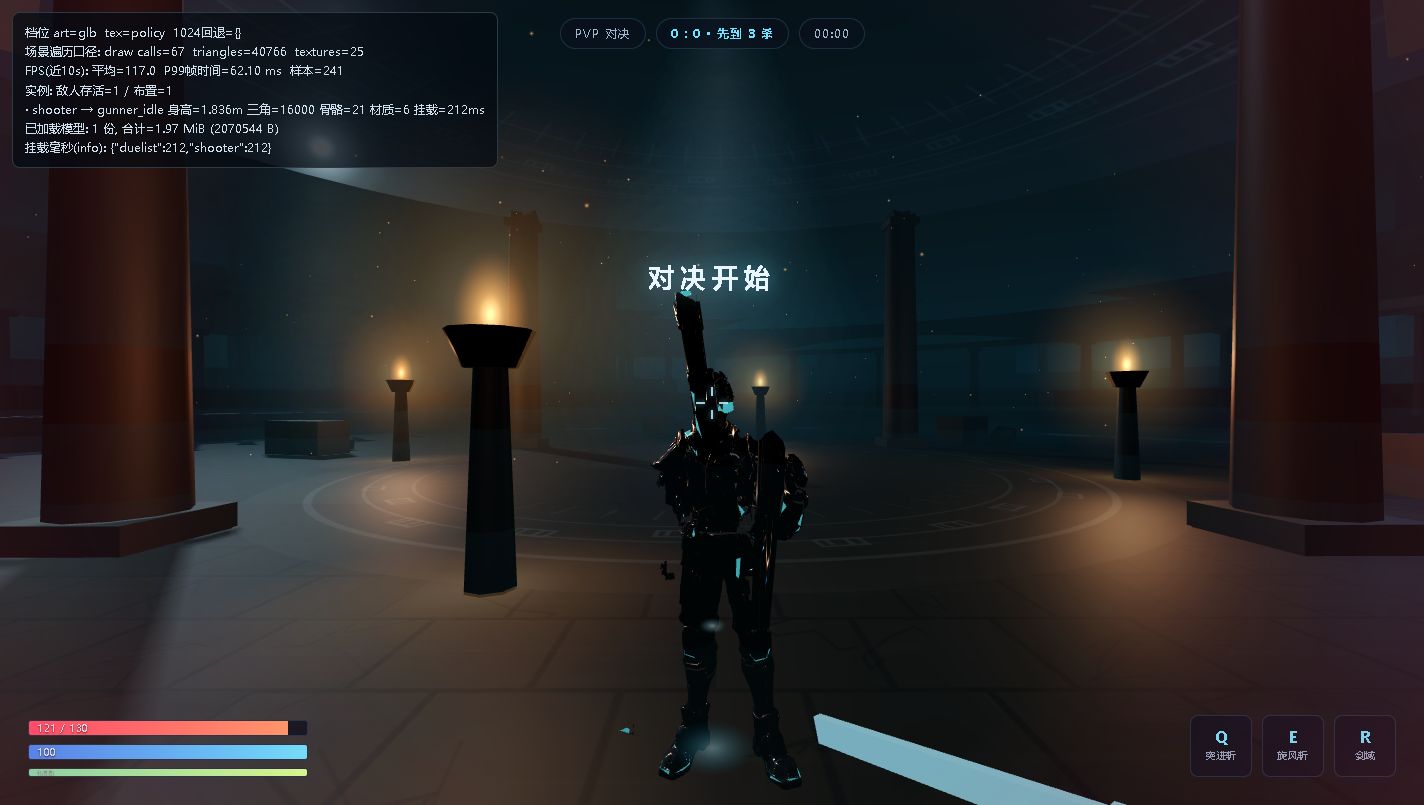 档位 art=glb tex=policy 1024回退={}
场景遍历口径: draw calls=67 triangles=40766 textures=25
FPS(近10s): 平均=117.0 P99帧时间=62.10 ms 样本=241
实例: 敌人存活=1 / 布置=1
· shooter → gunner_idle 身高=1.836m 三角=16000 骨骼=21 材质=6 挂载=212ms
已加载模型: 1 份, 合计=1.97 MiB (2070544 B)
挂载毫秒(info): {"duelist":212,"shooter":212}
PVP 对决
0 : 0 · 先到 3 杀
00:00
对决开始
121 / 130
100
Q
突进斩
E
旋风斩
R
剑域